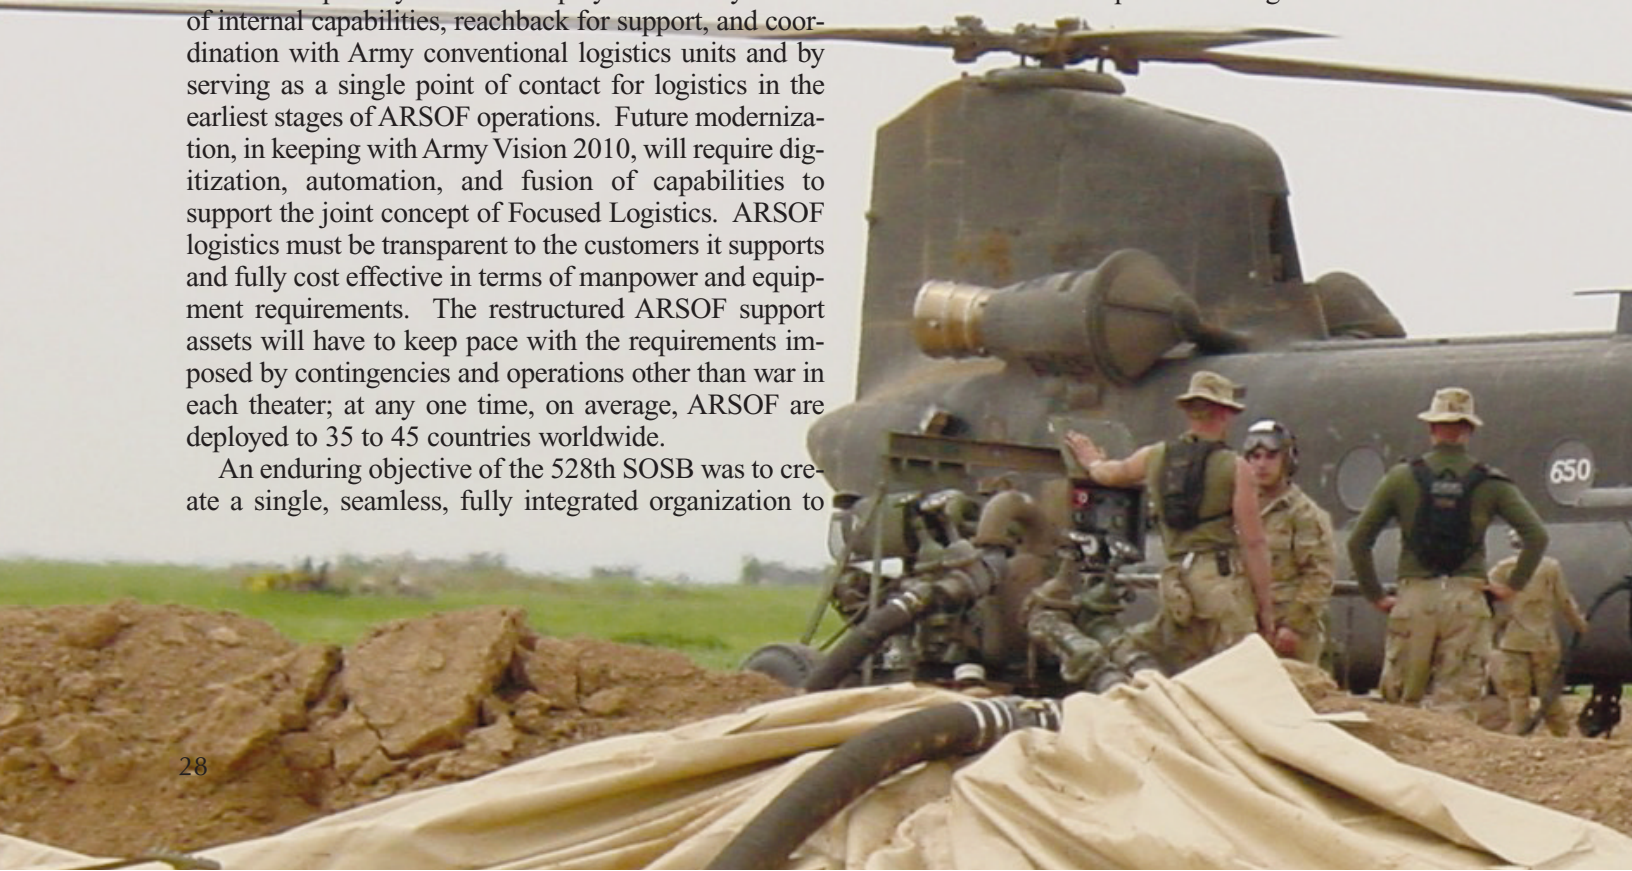 of internal capabilities, reachback for support, and coor-
dination with Army conventional logistics units and by
serving as a single point of contact for logistics in the
earliest stages of ARSOF operations. Future moderniza-
tion, in keeping with Army Vision 2010, will require dig-
itization, automation, and fusion of capabilities to
support the joint concept of Focused Logistics. ARSOF
logistics must be transparent to the customers it supports
and fully cost effective in terms of manpower and equip-
ment requirements. The restructured ARSOF support
assets will have to keep pace with the requirements im-
posed by contingencies and operations other than war in
each theater; at any one time, on average, ARSOF are
deployed to 35 to 45 countries worldwide.
An enduring objective of the 528th SOSB was to cre-
ate a single, seamless, fully integrated organization to
650
28